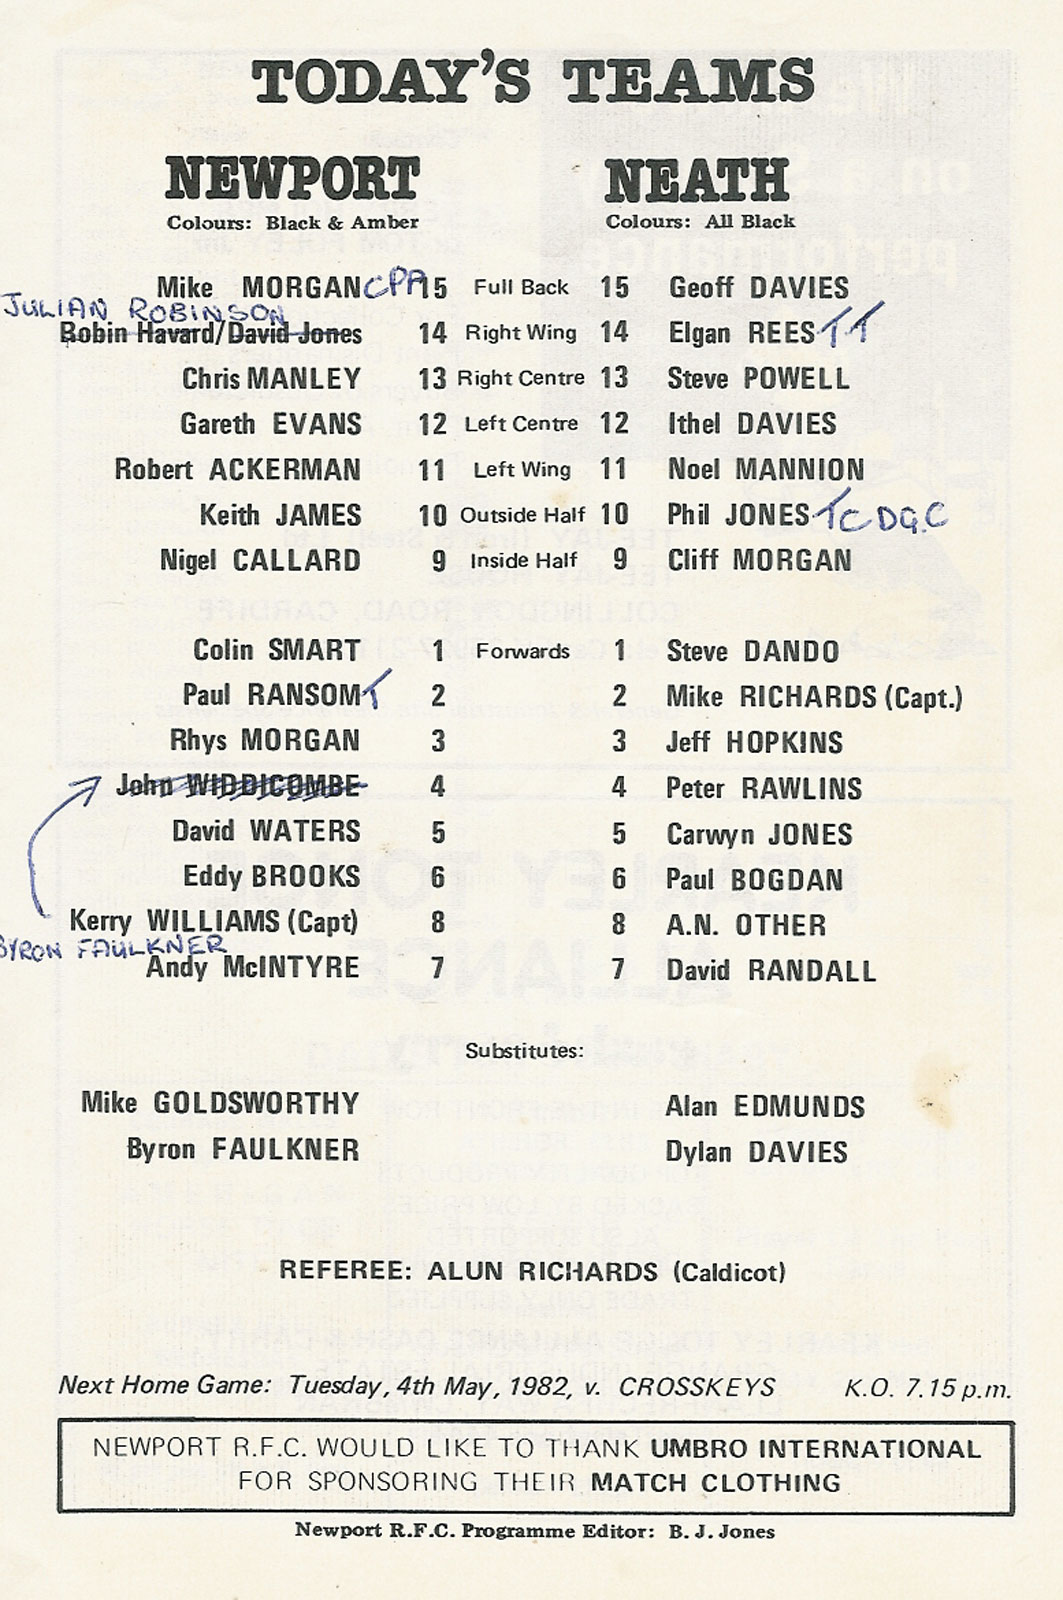 TODAY'S TEAMS
NEWPORT NEATH
Colours: Black & Amber Colours: All Black
Mike MORGAN CPA 15 Full Back 15 Geoff DAVIES
JULIAN ROBINSON
Bobin Havard/David Jones 14 Right Wing 14 Elgan REES TT
Chris MANLEY 13 Right Centre 13 Steve POWELL
Gareth EVANS 12 Left Centre 12 Ithel DAVIES
Robert ACKERMAN 11 Left Wing 11 Noel MANNION
Keith JAMES 10 Outside Half 10 Phil JONES TCDG.C
Nigel CALLARD 9 Inside Half 9 Cliff MORGAN
Colin SMART 1 Forwards 1 Steve DANDO
Paul RANSOM T 2 2 Mike RICHARDS (Capt.)
Rhys MORGAN 3 3 Jeff HOPKINS
John WIDDICOMBE 4 4 Peter RAWLINS
David WATERS 5 5 Carwyn JONES
Eddy BROOKS 6 6 Paul BOGDAN
Kerry WILLIAMS (Capt) 8 8 A.N. OTHER
BYRON FAULKNER
Andy McINTYRE 7 7 David RANDALL
Substitutes:
Mike GOLDSWORTHY Alan EDMUNDS
Byron FAULKNER Dylan DAVIES
REFEREE: ALUN RICHARDS (Caldicot)
Next Home Game: Tuesday, 4th May, 1982, v. CROSSKEYS K.O. 7.15 p.m.
NEWPORT R.F.C. WOULD LIKE TO THANK UMBRO INTERNATIONAL
FOR SPONSORING THEIR MATCH CLOTHING
Newport R.F.C. Programme Editor: B. J. Jones